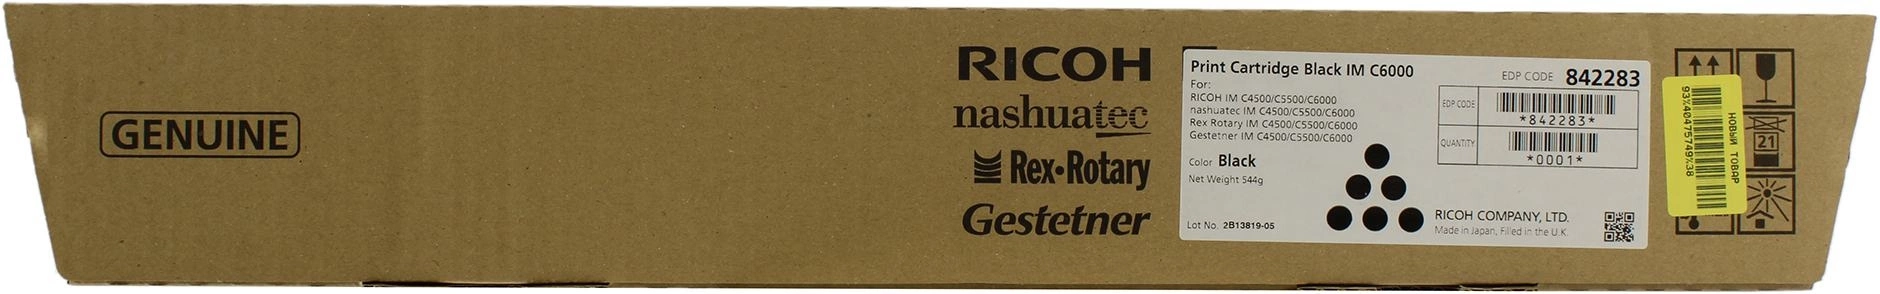 GENUINE
RICOH
nashuatec
Rex•Rotary
Gestetner
Print Cartridge Black IM C6000
EDP CODE 842283
For:
RICOH IM C4500/C5500/C6000
nashuatec IM C4500/C5500/C6000
Rex Rotary IM C4500/C5500/C6000
Gestetner IM C4500/C5500/C6000
EDP CODE
*842283*
QUANTITY
*0001*
Color Black
Net Weight 544g
Lot No. 2B13819-05
RICOH COMPANY, LTD.
Made in Japan, Filled in the U.K.
НОВЫЙ ТОВАР
93%40475749%38
21